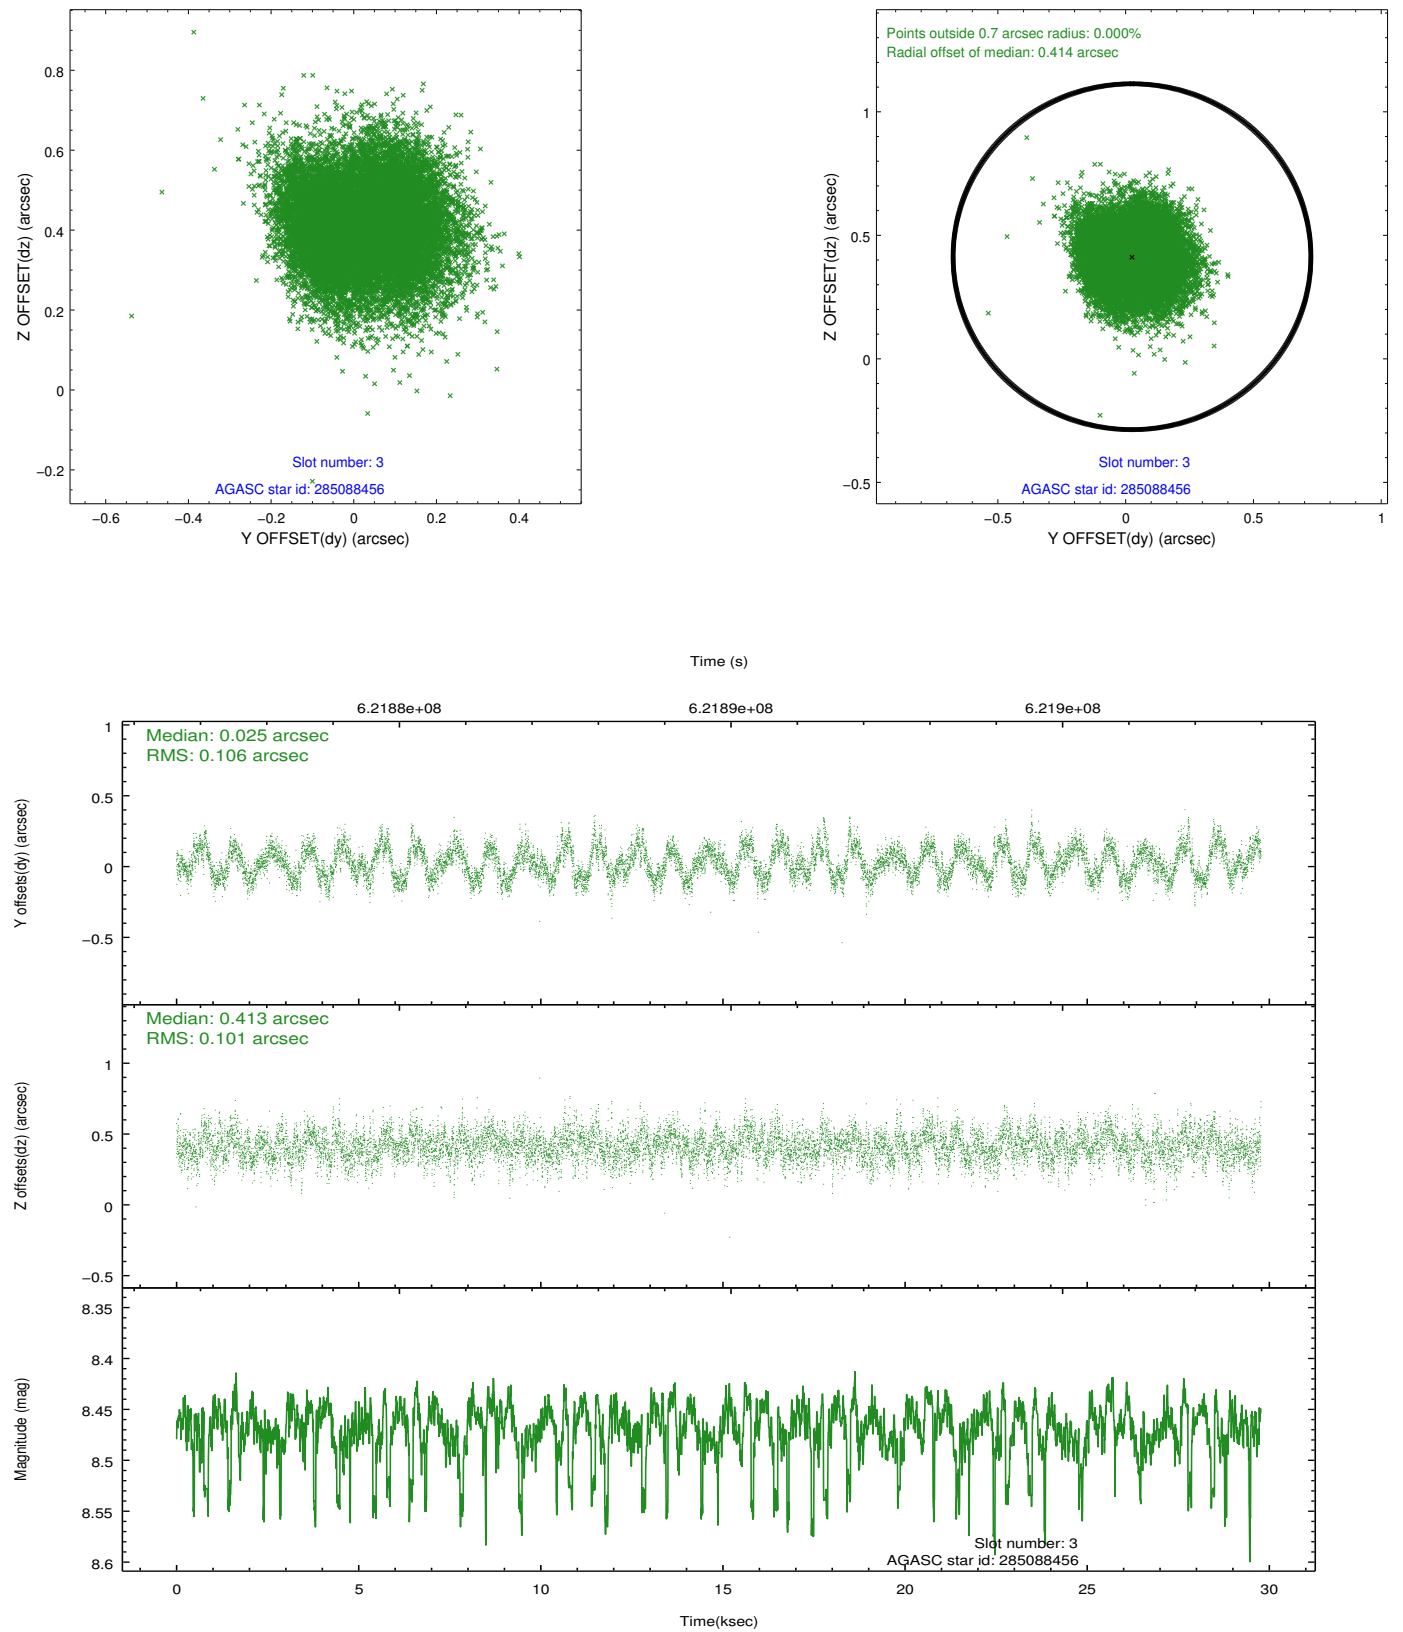 Points outside 0.7 arcsec radius: 0.000%
Radial offset of median: 0.414 arcsec
0.8
0.6
0.4
0.2
0
−0.2
Z OFFSET(dz) (arcsec)
Slot number: 3
AGASC star id: 285088456
−0.6
−0.4
−0.2
0
0.2
0.4
Y OFFSET(dy) (arcsec)
1
0.5
0
−0.5
Z OFFSET(dz) (arcsec)
Slot number: 3
AGASC star id: 285088456
−0.5
0
0.5
1
Y OFFSET(dy) (arcsec)
Time (s)
6.2188e+08
6.2189e+08
6.219e+08
Median: 0.025 arcsec
RMS: 0.106 arcsec
1
0.5
0
−0.5
Y offsets(dy) (arcsec)
Median: 0.413 arcsec
RMS: 0.101 arcsec
1
0.5
0
−0.5
Z offsets(dz) (arcsec)
8.35
8.4
8.45
8.5
8.55
8.6
Magnitude (mag)
Slot number: 3
AGASC star id: 285088456
0
5
10
15
20
25
30
Time(ksec)